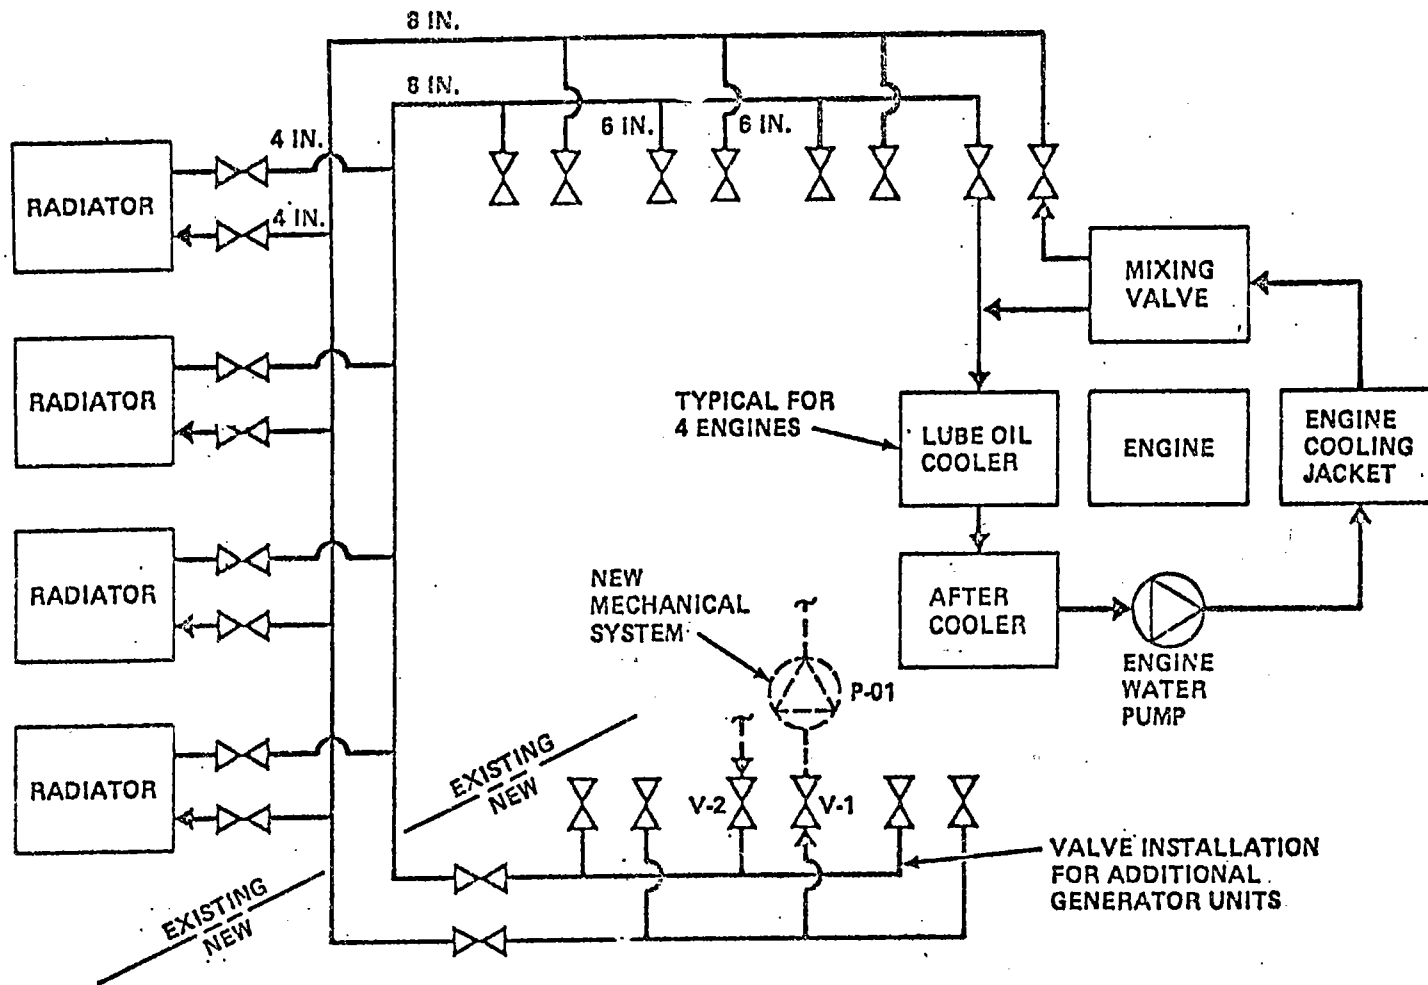 8 IN.
8 IN.
4 IN.
6 IN.
6 IN.
RADIATOR
4 IN.
MIXING
VALVE
RADIATOR
TYPICAL FOR
4 ENGINES
LUBE OIL
COOLER
ENGINE
ENGINE
COOLING
JACKET
RADIATOR
NEW
MECHANICAL
SYSTEM
AFTER
COOLER
ENGINE
WATER
PUMP
P-01
RADIATOR
EXISTING
NEW
V-2
V-1
VALVE INSTALLATION
FOR ADDITIONAL
GENERATOR UNITS
EXISTING
NEW